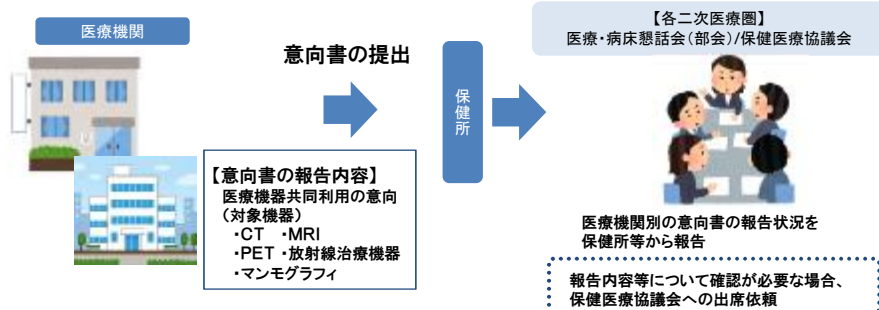 医療機関
意向書の提出
【意向書の報告内容】
医療機器共同利用の意向
（対象機器）
・CT ・MRI
・PET ・放射線治療機器
・マンモグラフィ
保健所
【各二次医療圏】
医療・病床懇話会（部会）/保健医療協議会
医療機関別の意向書の報告状況を
保健所等から報告
報告内容等について確認が必要な場合、
保健医療協議会への出席依頼